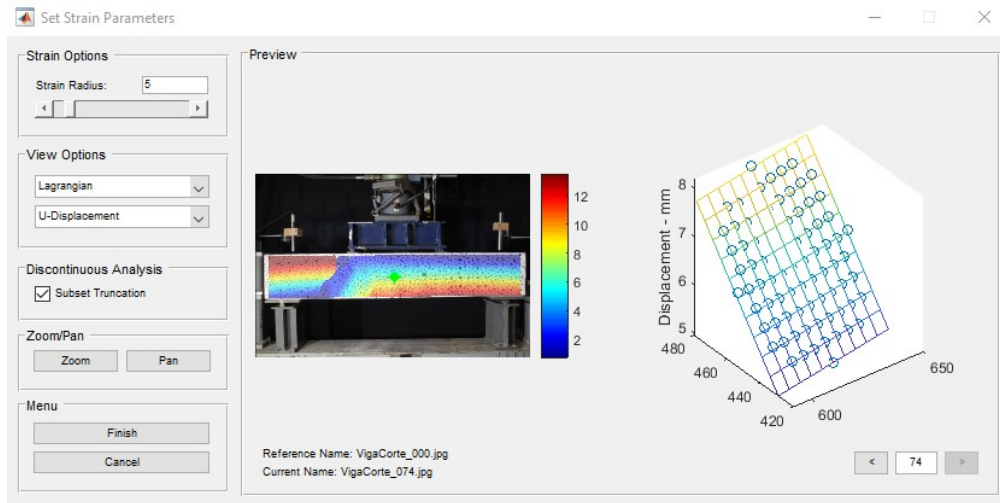 Set Strain Parameters
Strain Options
Strain Radius: 5
View Options
Lagrangian
U-Displacement
Discontinuous Analysis
Subset Truncation
Zoom/Pan
Zoom Pan
Menu
Finish
Cancel
Preview
12
10
8
6
4
2
Displacement - mm
8
7
6
5
480
460
440
420
600
650
Reference Name: VigaCorte_000.jpg
Current Name: VigaCorte_074.jpg
< 74 >